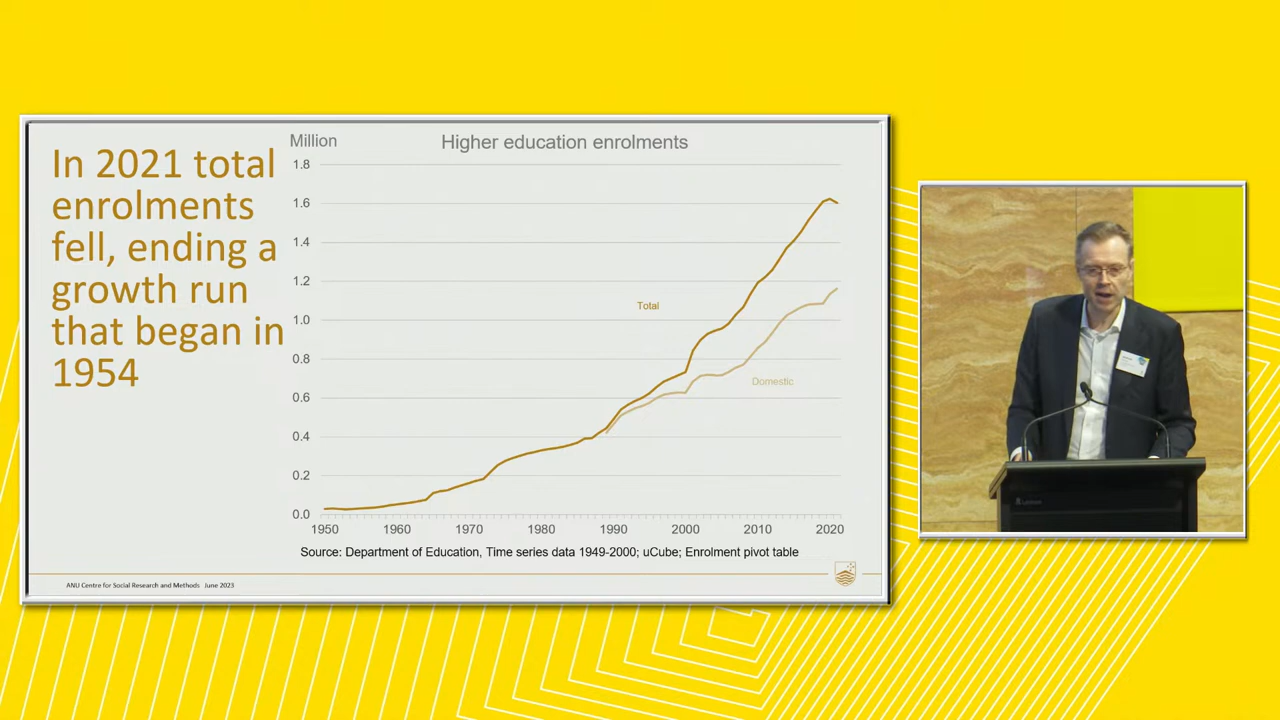 In 2021 total
enrolments
fell, ending a
growth run
that began in
1954
Million
Higher education enrolments
1.8
1.6
1.4
1.2
1.0
0.8
0.6
0.4
0.2
0.0
Total
Domestic
1950 1960 1970 1980 1990 2000 2010 2020
Source: Department of Education, Time series data 1949-2000; uCube; Enrolment pivot table
ANU Centre for Social Research and Methods June 2023